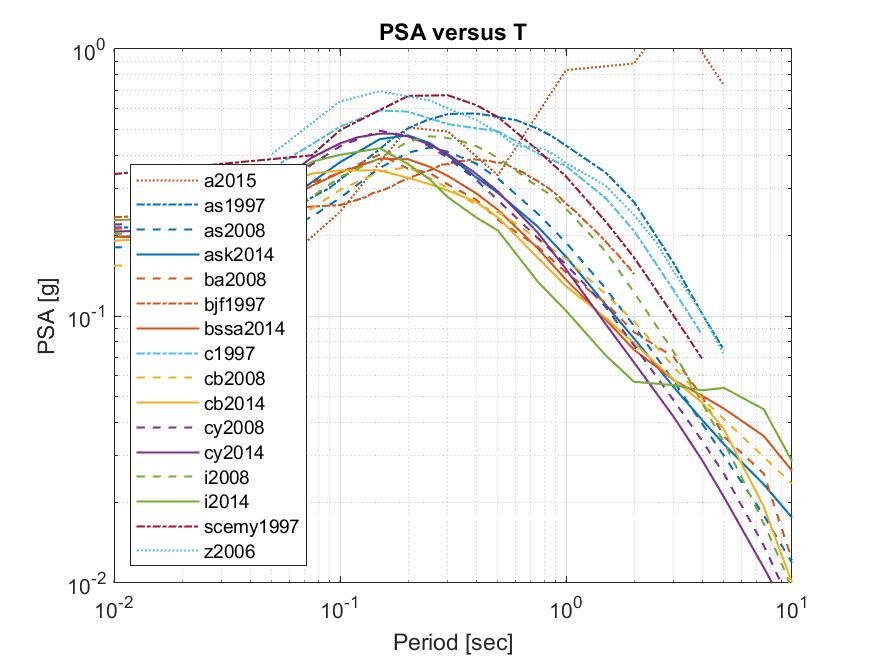 PSA versus T
PSA [g]
10^0
10^-1
10^-2
a2015
as1997
as2008
ask2014
ba2008
bjf1997
bssa2014
c1997
cb2008
cb2014
cy2008
cy2014
i2008
i2014
scemy1997
z2006
10^-2 10^-1 10^0 10^1
Period [sec]